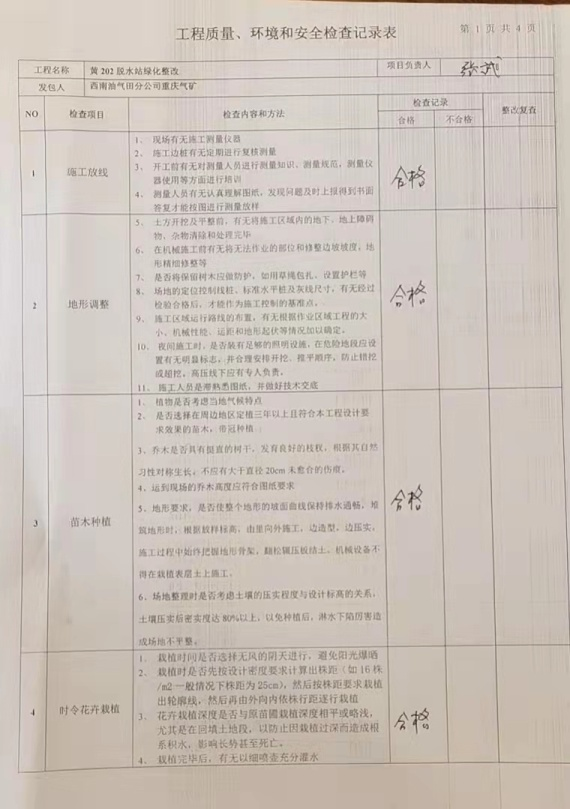 第 1 页 共 4 页
工程质量、环境和安全检查记录表
工程名称 黄 202 脱水站绿化整改 项目负责人 张斌
发包人 西南油气田分公司重庆气矿
NO 检查项目 检查内容和方法 检查记录 整改复查
合格 不合格
1 施工放线 合格
1、 现场有无施工测量仪器
2、 施工边桩有无定期进行复核测量
3、 开工前有无对测量人员进行测量知识、测量规范，测量仪
器使用等方面进行培训
4、 测量人员有无认真理解图纸，发现问题及时上报得到书面
答复才能按图进行测量放样
2 地形调整 合格
5、 土方开挖及平整前，有无将施工区域内的地下、地上障碍
物、杂物清除和处理完毕
6、 在机械施工前有无将无法作业的部位和修整边坡坡度，地
形精细修整等
7、 是否将保留树木应做防护，如用草绳包扎、设置护栏等
8、 场地的定位控制线桩、标准水平桩及灰线尺寸，有无经过
检验合格后，才能作为施工控制的基准点。
9、 施工区域运行路线的布置，有无根据作业区域工程的大
小、机械性能、运距和地形起伏等情况加以确定。
10、 夜间施工时，是否装有足够的照明设施，在危险地段应设
置有无明显标志，并合理安排开挖、推平顺序，防止错挖
或超挖，高压线下应有专人负责。
11、 施工人员是否熟悉图纸，并做好技术交底
3 苗木种植 合格
1、 植物是否考虑当地气候特点
2、 是否选择在周边地区定植三年以上且符合本工程设计要
求效果的苗木，带冠种植
3、乔木是否具有挺直的树干，发育良好的枝杈，根据其自然
习性对称生长，不应有大于直径 20cm 未愈合的伤痕。
4、运到现场的乔木高度应符合图纸要求
5、地形要求，是否使整个地形的坡面曲线保持排水通畅，堆
筑地形时，根据放样标高，由里向外施工，边造型，边压实，
施工过程中始终把握地形骨架，翻松碾压板结土，机械设备不
得在栽植表层土上施工。
6、场地整理时是否考虑土壤的压实程度与设计标高的关系，
土壤压实后密实度达 80%以上，以免种植后，淋水下陷厉害造
成场地不平整。
4 时令花卉栽植 合格
1、 栽植时间是否选择无风的阴天进行，避免阳光爆晒
2、 栽植时是否先按设计密度要求计算出株距（如 16 株
/m2 一般情况下株距为 25cm），然后按株距要求栽植
出轮廓线，然后再由外向内依株行距逐行栽植
3、 花卉栽植深度是否与原苗圃栽植深度相平或略浅，
尤其是在回填土地段，以防止因栽植过深而造成根
系积水，影响长势甚至死亡。
4、 栽植完毕后，有无以细喷壶充分灌水